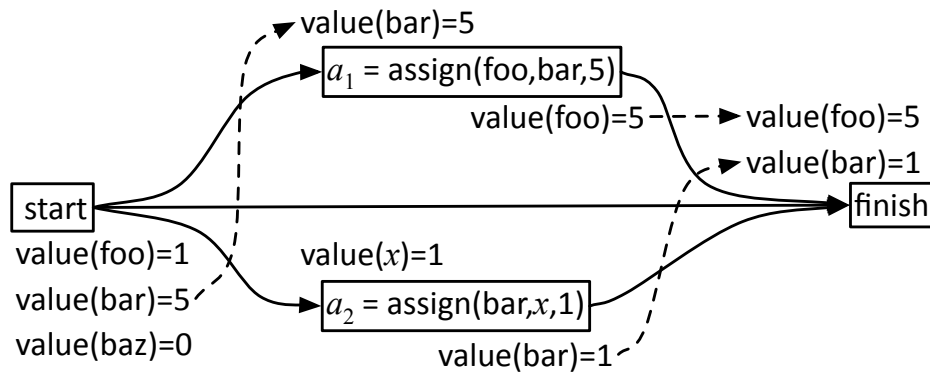 value(bar)=5
a1 = assign(foo,bar,5)
value(foo)=5
value(foo)=5
value(bar)=1
start
finish
value(foo)=1
value(x)=1
value(bar)=5
a2 = assign(bar,x,1)
value(baz)=0
value(bar)=1